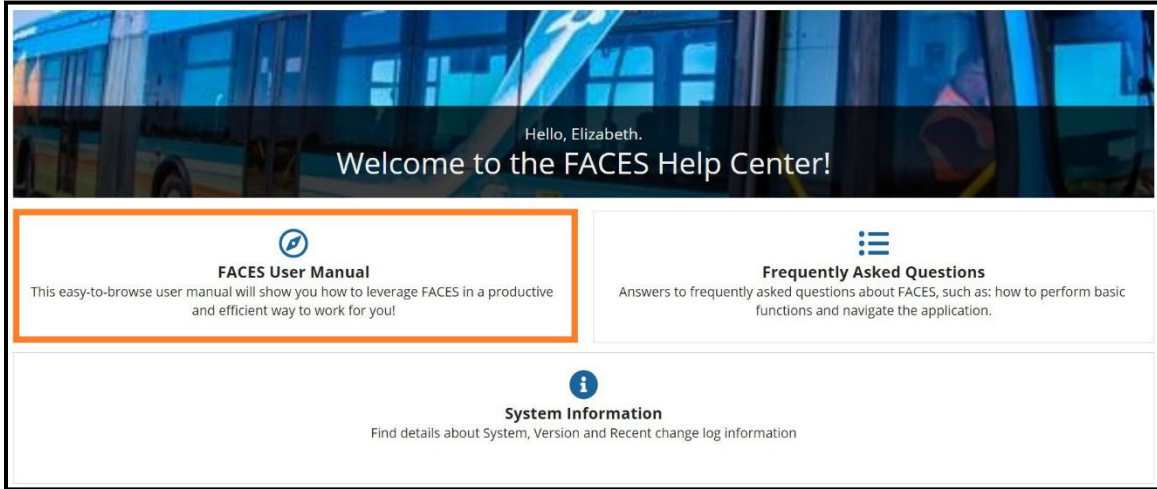 Hello, Elizabeth.
Welcome to the FACES Help Center!
FACES User Manual
This easy-to-browse user manual will show you how to leverage FACES in a productive
and efficient way to work for you!
Frequently Asked Questions
Answers to frequently asked questions about FACES, such as: how to perform basic
functions and navigate the application.
System Information
Find details about System, Version and Recent change log information